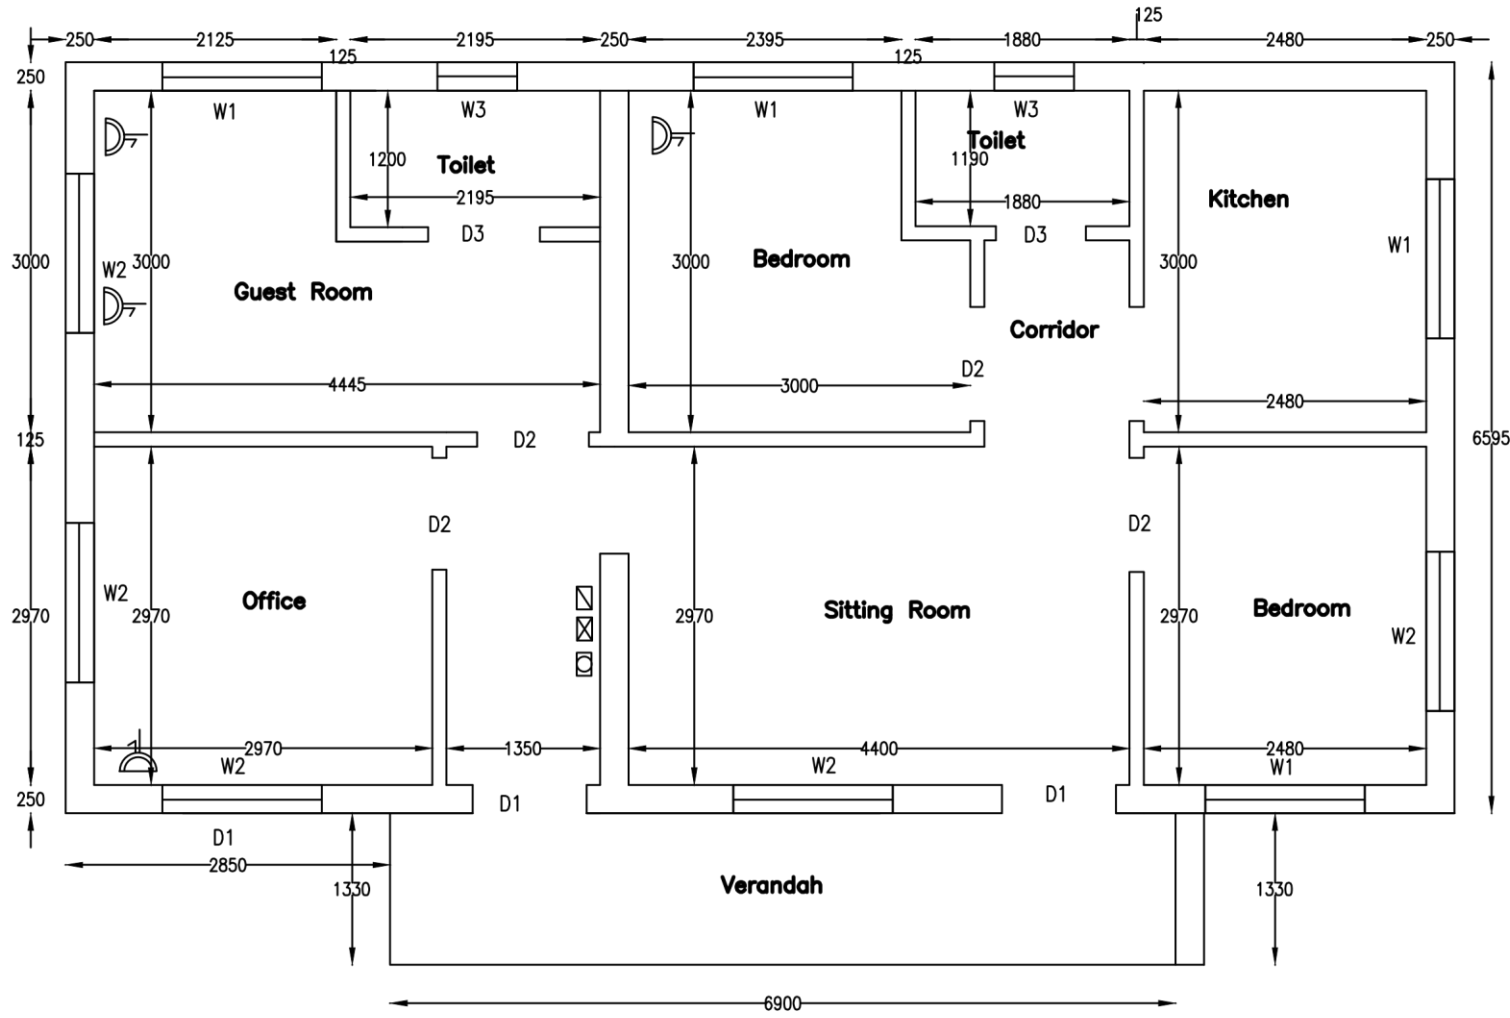 125
250 2125 2195 250 2395 1880 2480 250
125 125
250
W1 W3 W1 W3
Toilet
1200 1190
Toilet
2195 1880
Kitchen
D3 D3
W1
3000 W2 3000 3000 Bedroom 3000
Guest Room
Corridor
D2
4445 3000 2480
125 D2 6595
D2 D2
W2 Office
2970 2970 2970 Sitting Room 2970 Bedroom
W2
2970 1350 4400 2480
W2 W2 W1
250 D1 D1
D1
2850
1330 Verandah 1330
6900